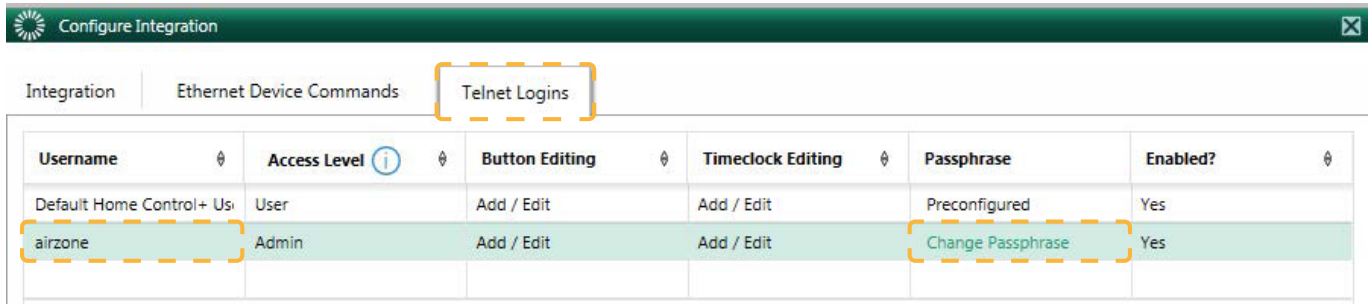 Configure Integration
Integration Ethernet Device Commands Telnet Logins
Username Access Level i Button Editing Timeclock Editing Passphrase Enabled?
Default Home Control+ Us User Add / Edit Add / Edit Preconfigured Yes
airzone Admin Add / Edit Add / Edit Change Passphrase Yes